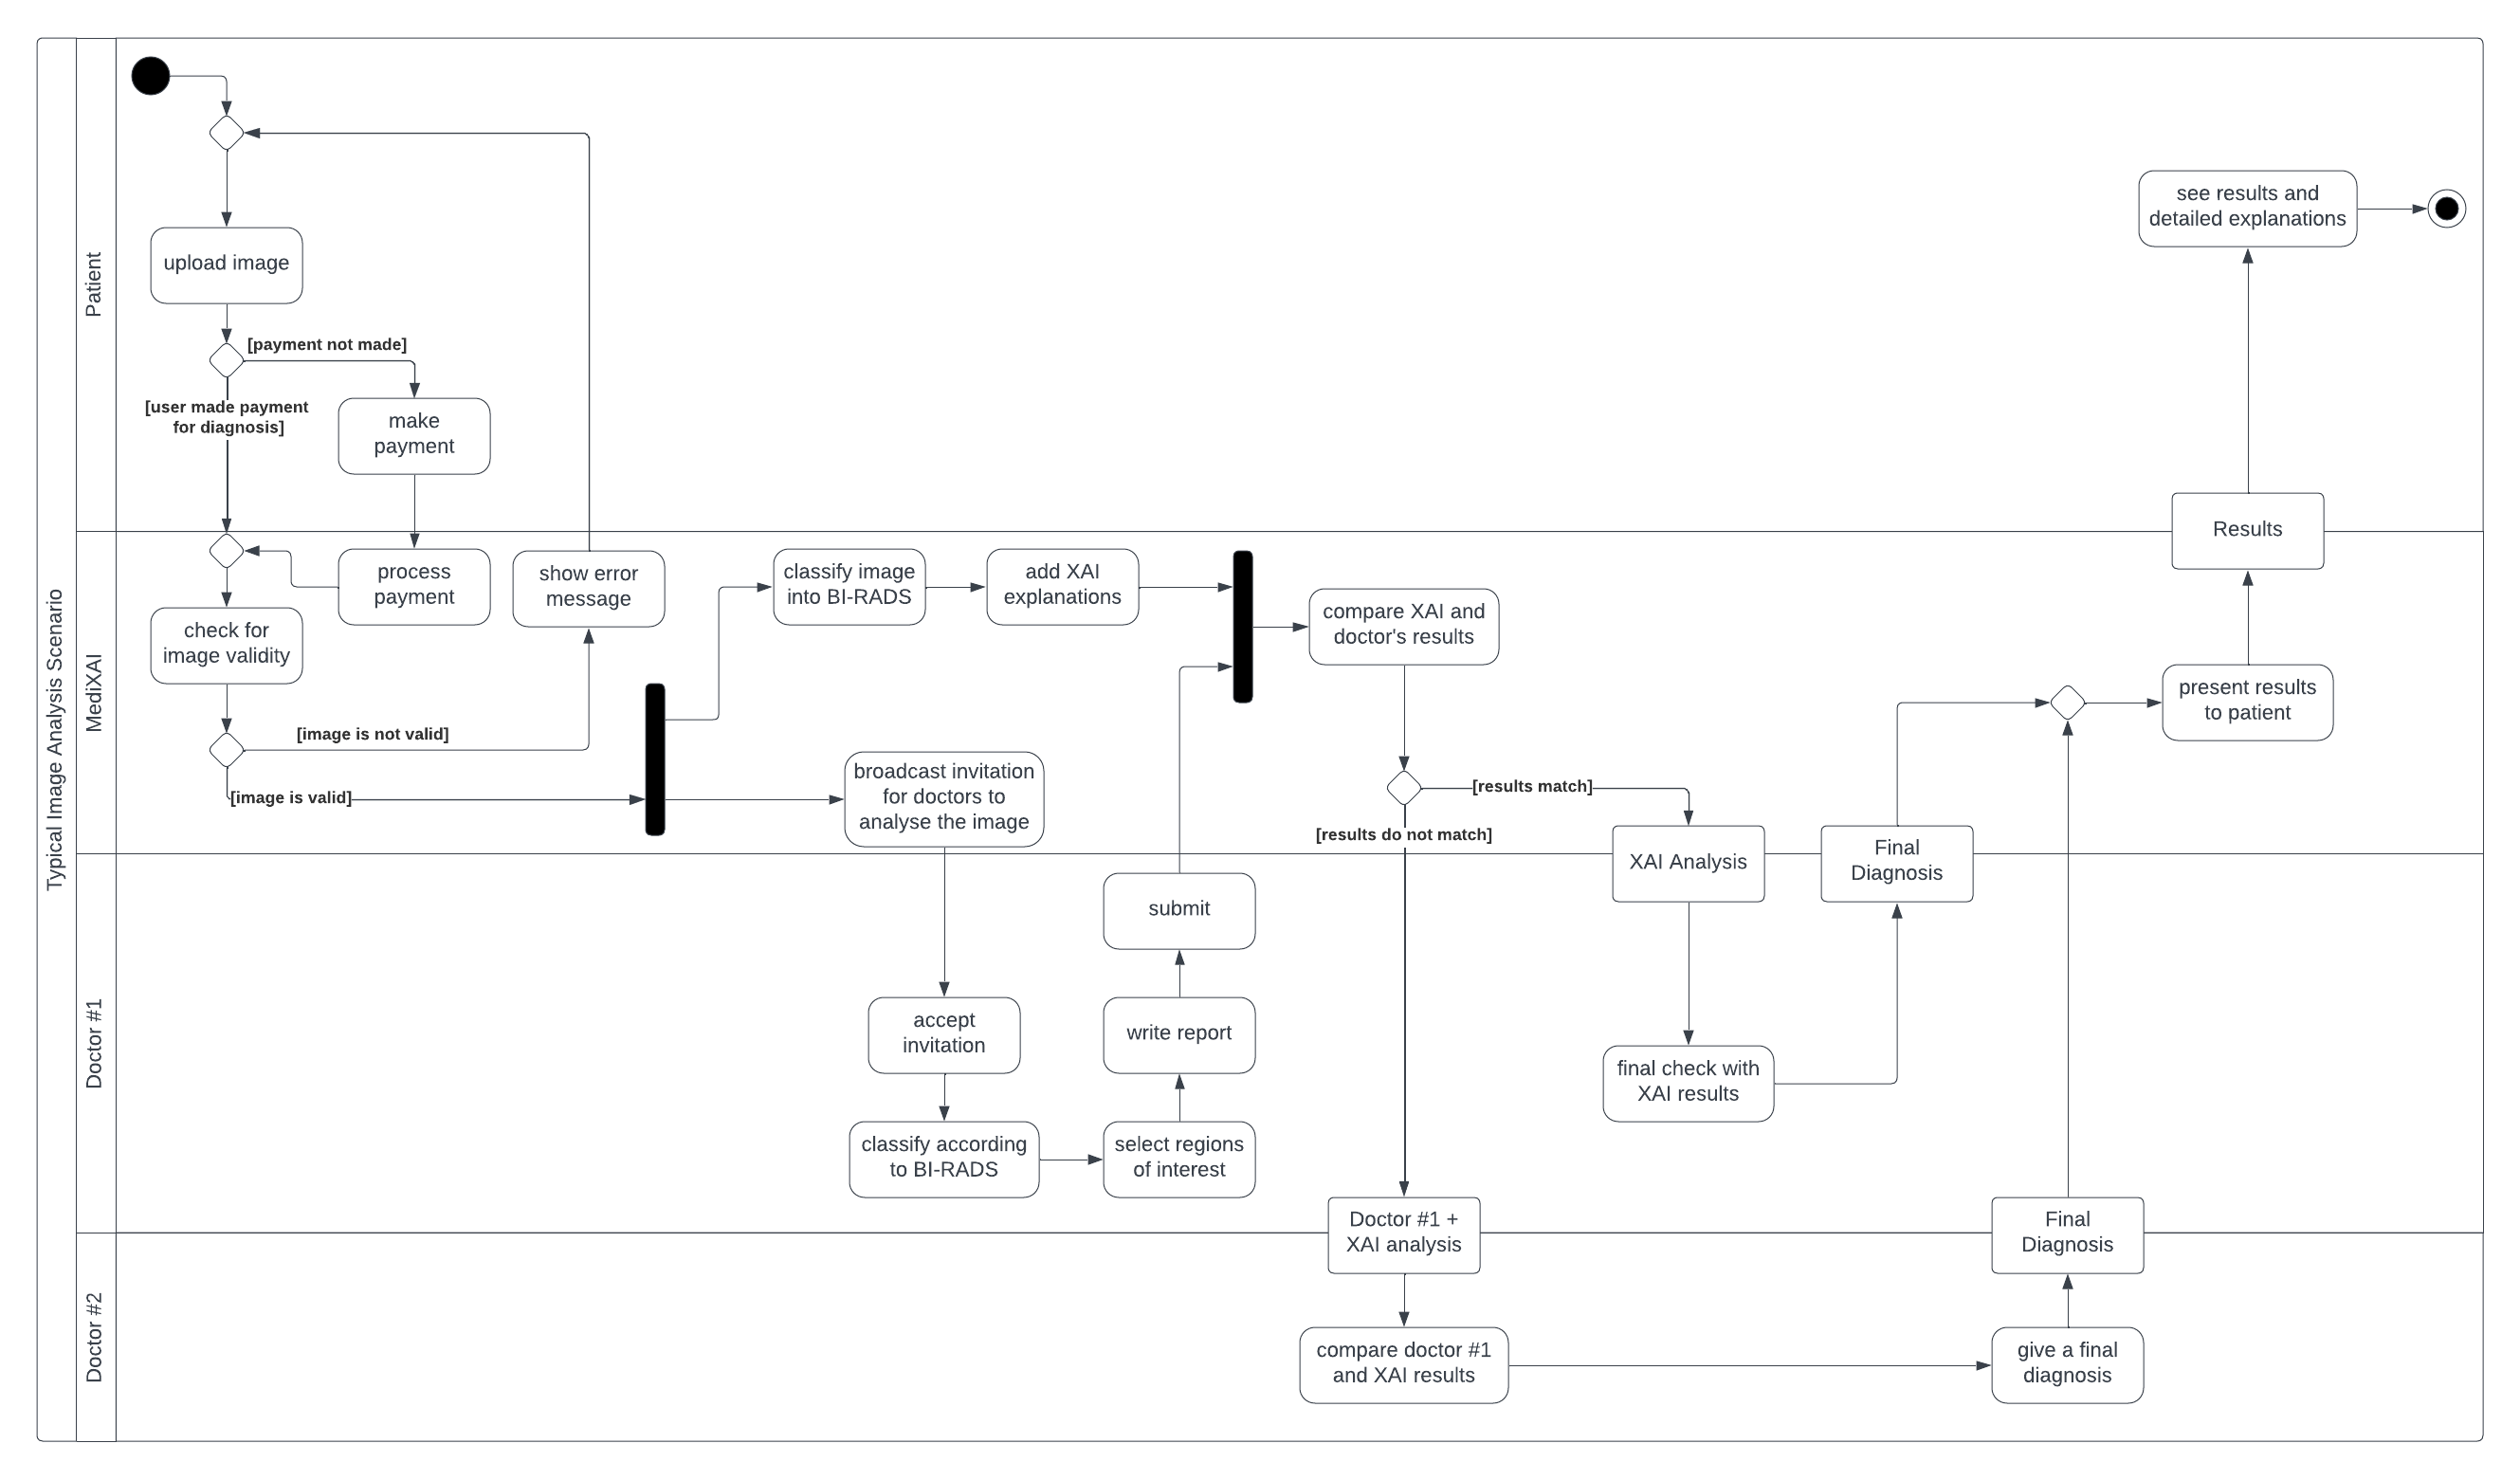 Typical Image Analysis Scenario
Patient
upload image
[payment not made]
[user made payment
for diagnosis]
make
payment
see results and
detailed explanations
Results
MediXAI
process
payment
show error
message
check for
image validity
[image is not valid]
[image is valid]
classify image
into BI-RADS
add XAI
explanations
broadcast invitation
for doctors to
analyse the image
compare XAI and
doctor's results
[results match]
[results do not match]
present results
to patient
XAI Analysis
Final
Diagnosis
Doctor #1
submit
accept
invitation
write report
classify according
to BI-RADS
select regions
of interest
final check with
XAI results
Doctor #1 +
XAI analysis
Final
Diagnosis
Doctor #2
compare doctor #1
and XAI results
give a final
diagnosis